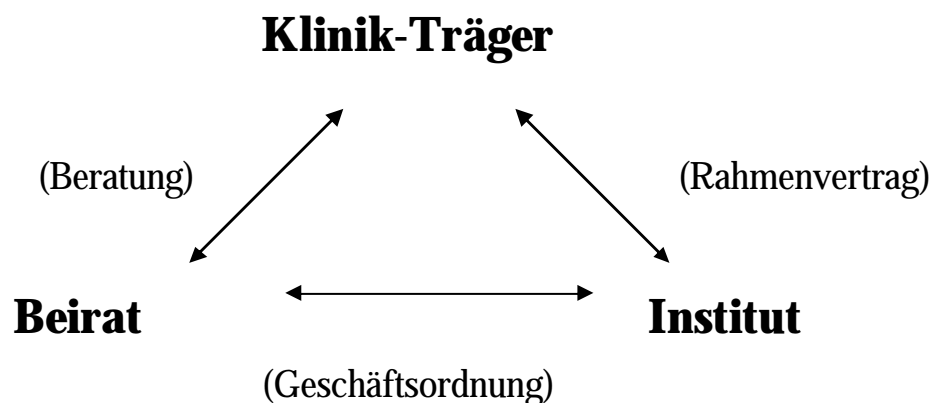 Klinik-Träger
(Beratung)
(Rahmenvertrag)
Beirat
Institut
(Geschäftsordnung)